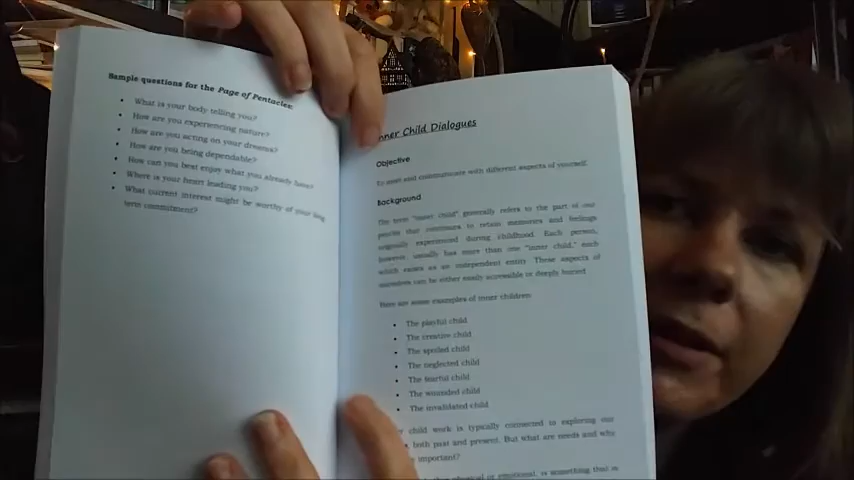 Sample questions for the Page of Pentacles:
• What is your body telling you?
• How are you experiencing nature?
• How are you acting on your dreams?
• How are you being dependable?
• How can you best enjoy what you already have?
• Where is your heart leading you?
• What current interest might be worthy of your long
term commitment?
Inner Child Dialogues
Objective
To meet and communicate with different aspects of yourself.
Background
The term "inner child" generally refers to the part of our
psyche that continues to retain memories and feelings
originally experienced during childhood. Each person,
however, usually has more than one "inner child," each
which exists as an independent entity. These aspects of
ourselves can be either easily accessible or deeply buried.
Here are some examples of inner children:
• The playful child
• The creative child
• The spoiled child
• The neglected child
• The fearful child
• The wounded child
• The invalidated child
child work is typically connected to exploring our
both past and present. But what are needs and why
important?
physical or emotional, is something that is